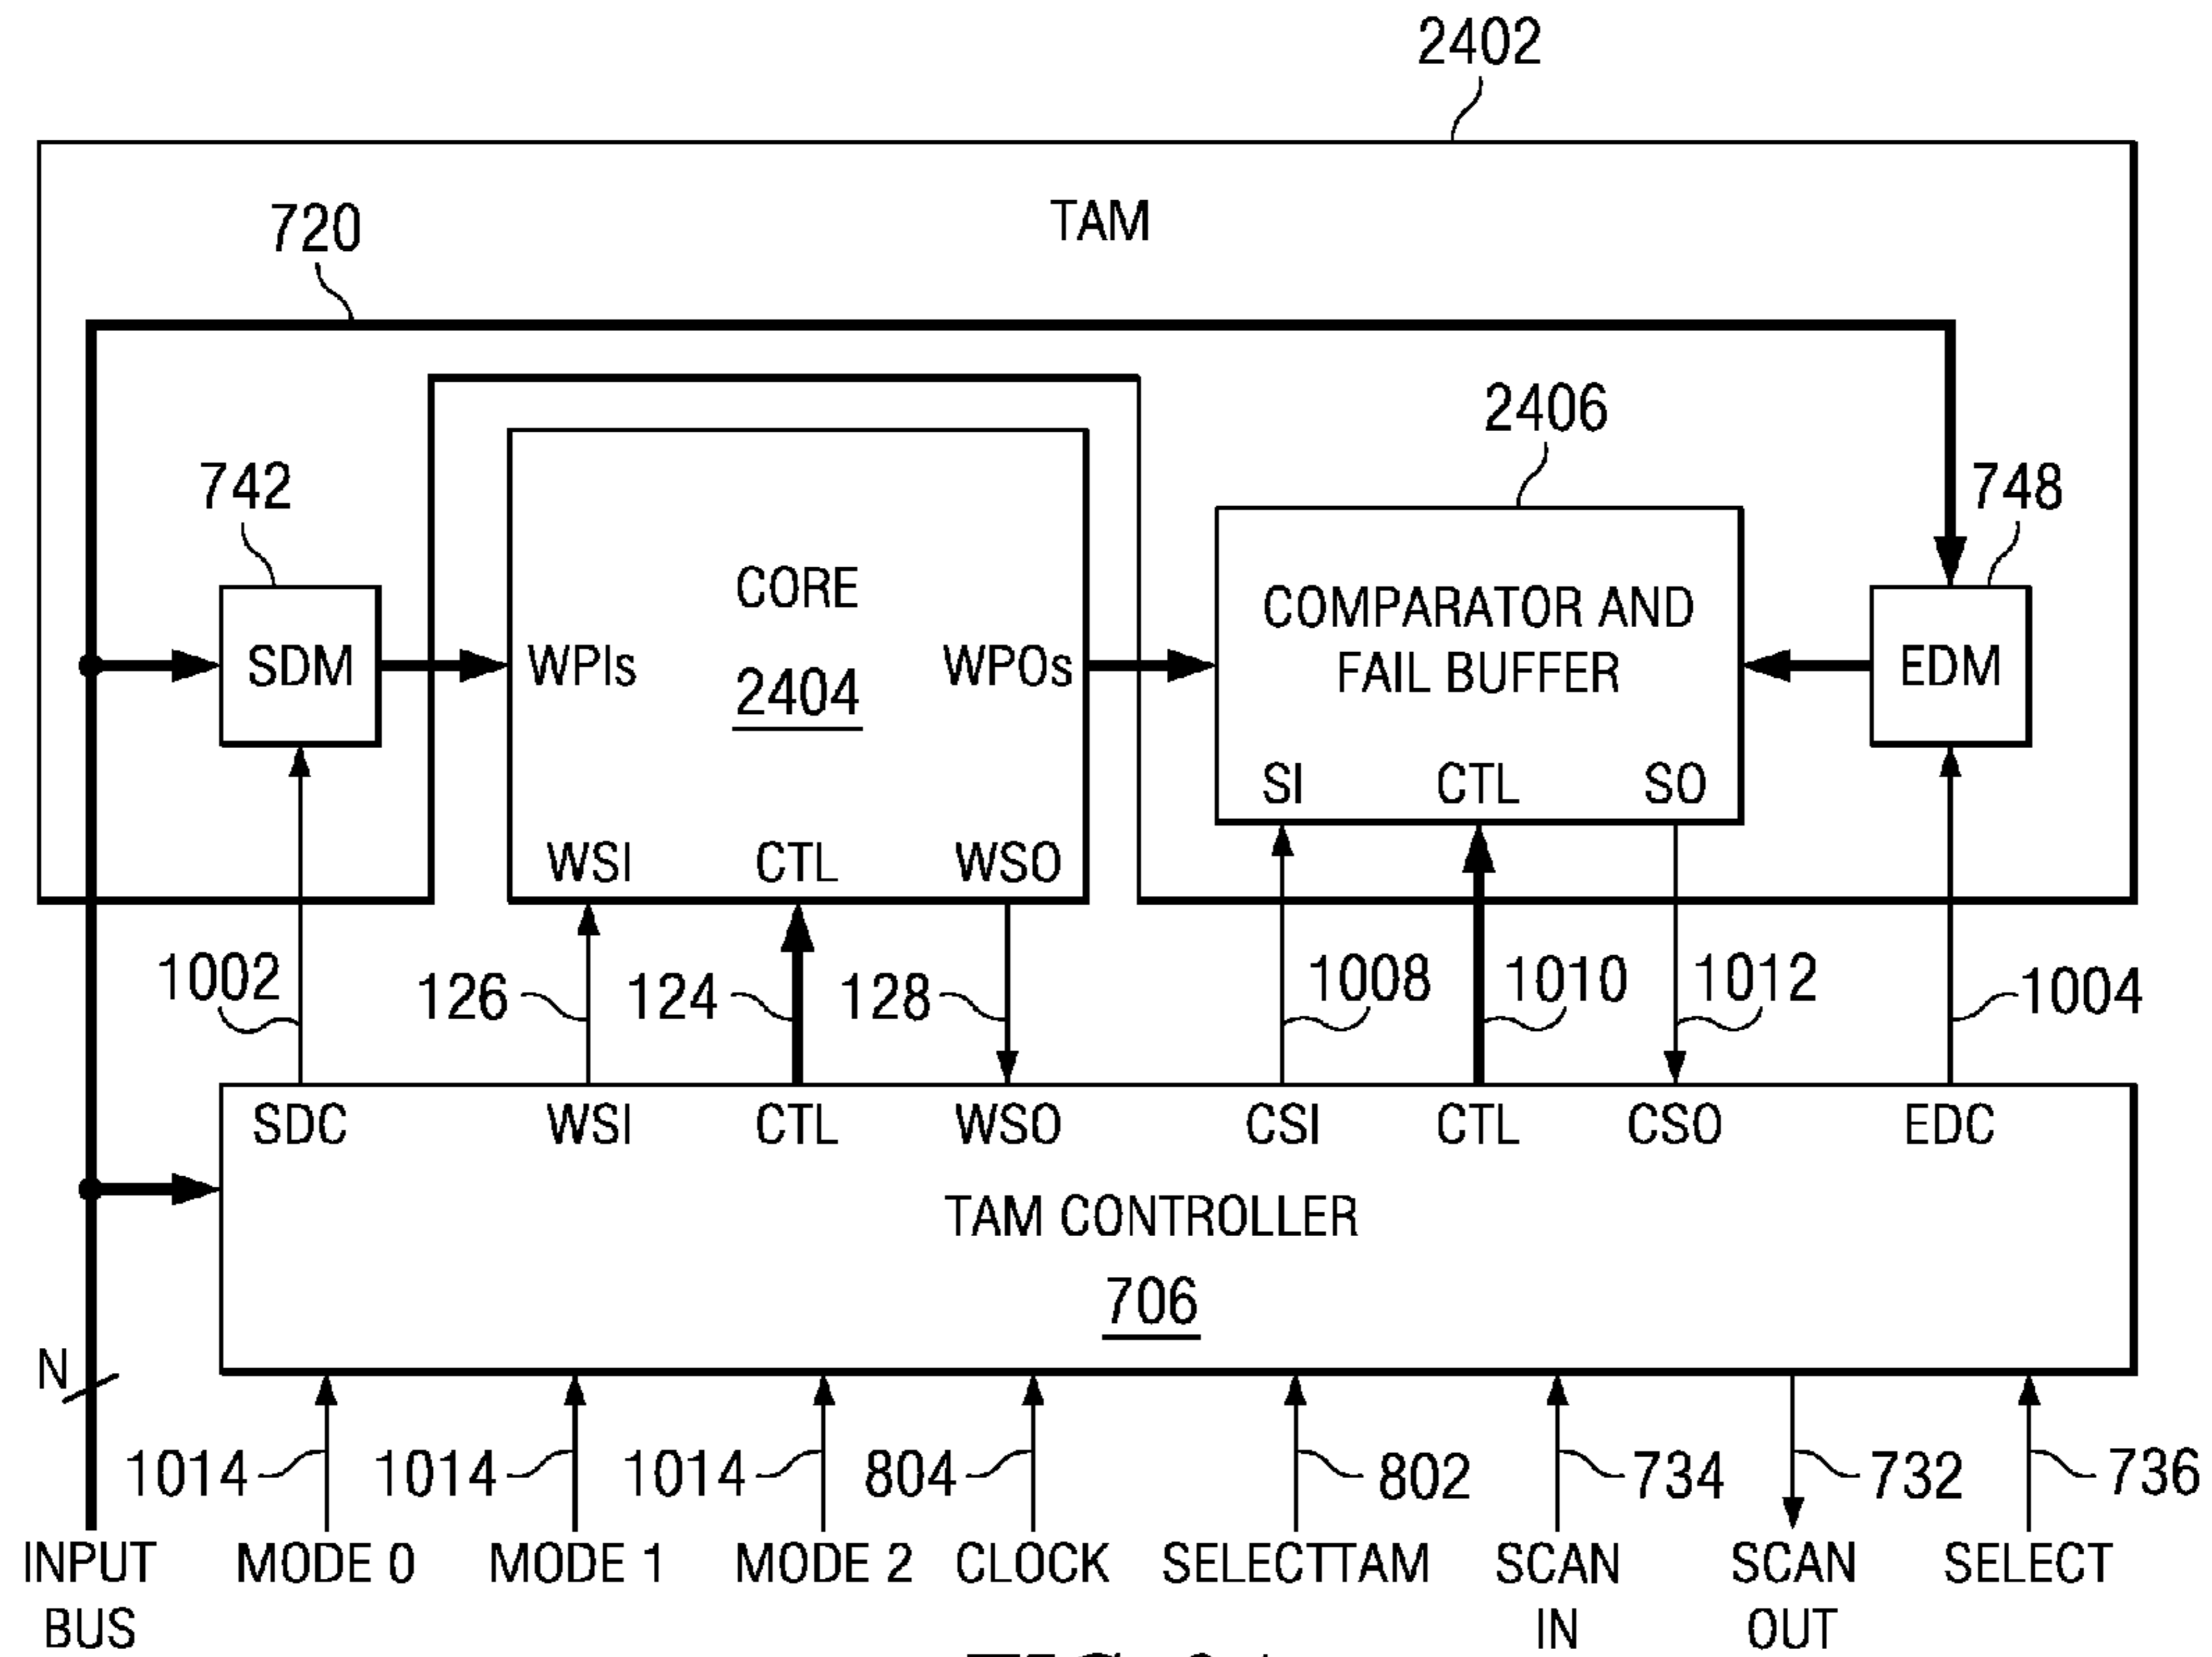 2402
TAM
720
2406
742
748
CORE
2404
WPIs
WPOs
SDM
COMPARATOR AND
FAIL BUFFER
EDM
SI CTL SO
WSI CTL WSO
1002
126
124
128
1008
1010
1012
1004
SDC WSI CTL WSO CSI CTL CSO EDC
TAM CONTROLLER
706
N
1014 1014 1014 804 802 734 732 736
INPUT
BUS
MODE 0
MODE 1
MODE 2
CLOCK
SELECTTAM
SCAN
IN
SCAN
OUT
SELECT